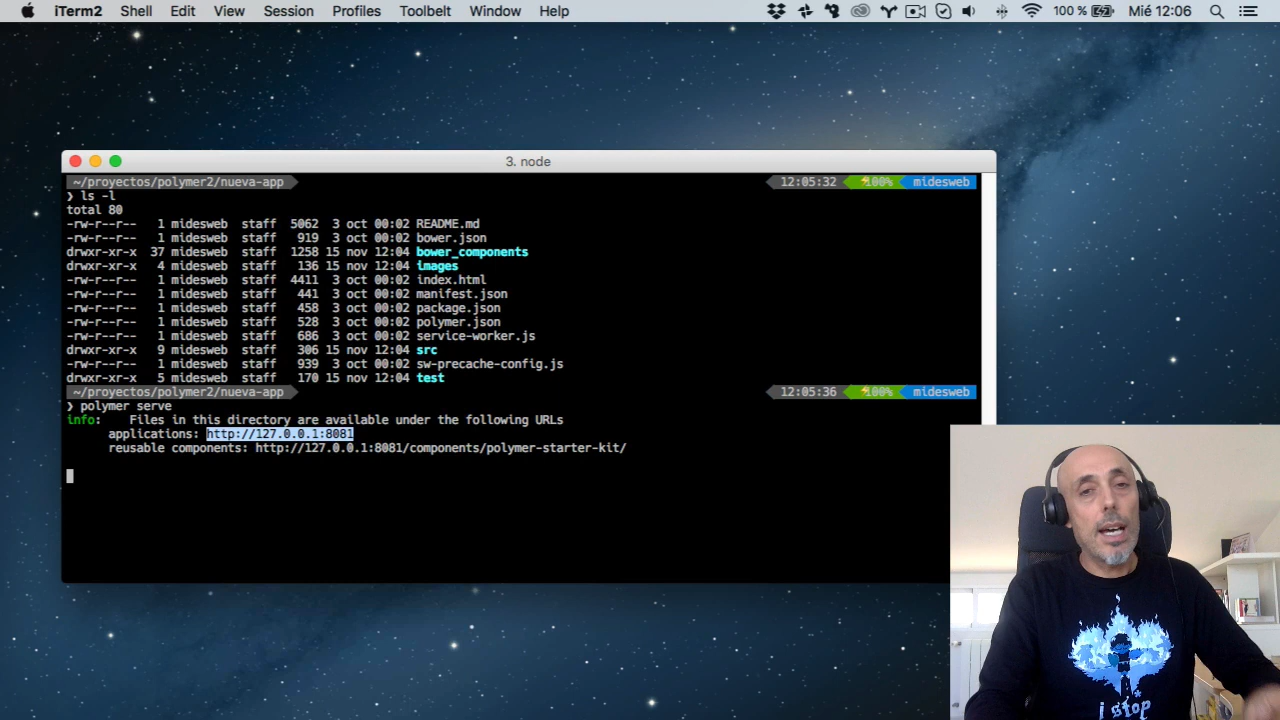 iTerm2 Shell Edit View Session Profiles Toolbelt Window Help 100 % Mié 12:06
3. node
~/proyectos/polymer2/nueva-app 12:05:32 100% midesweb
❯ ls -l
total 80
-rw-r--r-- 1 midesweb staff 5062 3 oct 00:02 README.md
-rw-r--r-- 1 midesweb staff 919 3 oct 00:02 bower.json
drwxr-xr-x 37 midesweb staff 1258 15 nov 12:04 bower_components
drwxr-xr-x 4 midesweb staff 136 15 nov 12:04 images
-rw-r--r-- 1 midesweb staff 4411 3 oct 00:02 index.html
-rw-r--r-- 1 midesweb staff 441 3 oct 00:02 manifest.json
-rw-r--r-- 1 midesweb staff 458 3 oct 00:02 package.json
-rw-r--r-- 1 midesweb staff 528 3 oct 00:02 polymer.json
-rw-r--r-- 1 midesweb staff 686 3 oct 00:02 service-worker.js
drwxr-xr-x 9 midesweb staff 306 15 nov 12:04 src
-rw-r--r-- 1 midesweb staff 939 3 oct 00:02 sw-precache-config.js
drwxr-xr-x 5 midesweb staff 170 15 nov 12:04 test
~/proyectos/polymer2/nueva-app 12:05:36 100% midesweb
❯ polymer serve
info: Files in this directory are available under the following URLs
applications: http://127.0.0.1:8081
reusable components: http://127.0.0.1:8081/components/polymer-starter-kit/
i stop